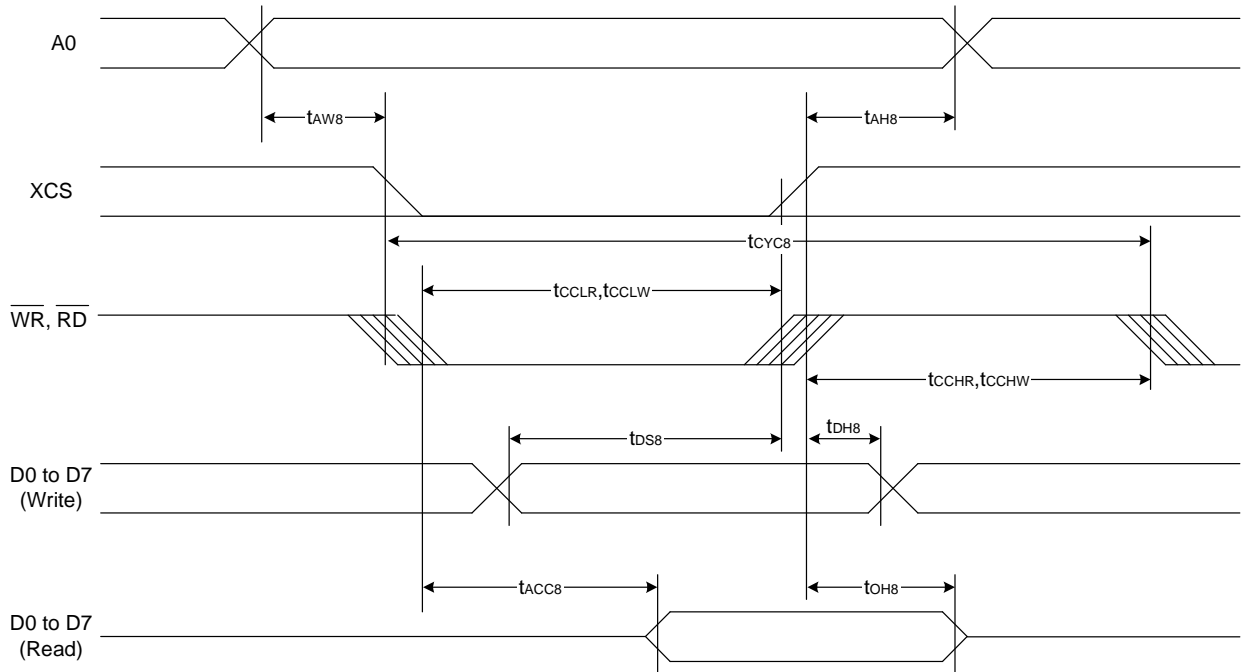 A0
tAW8
tAH8
XCS
tCYC8
tCCLR,tCCLW
WR, RD
tCCHR,tCCHW
tDH8
tDS8
D0 to D7
(Write)
tACC8
tOH8
D0 to D7
(Read)